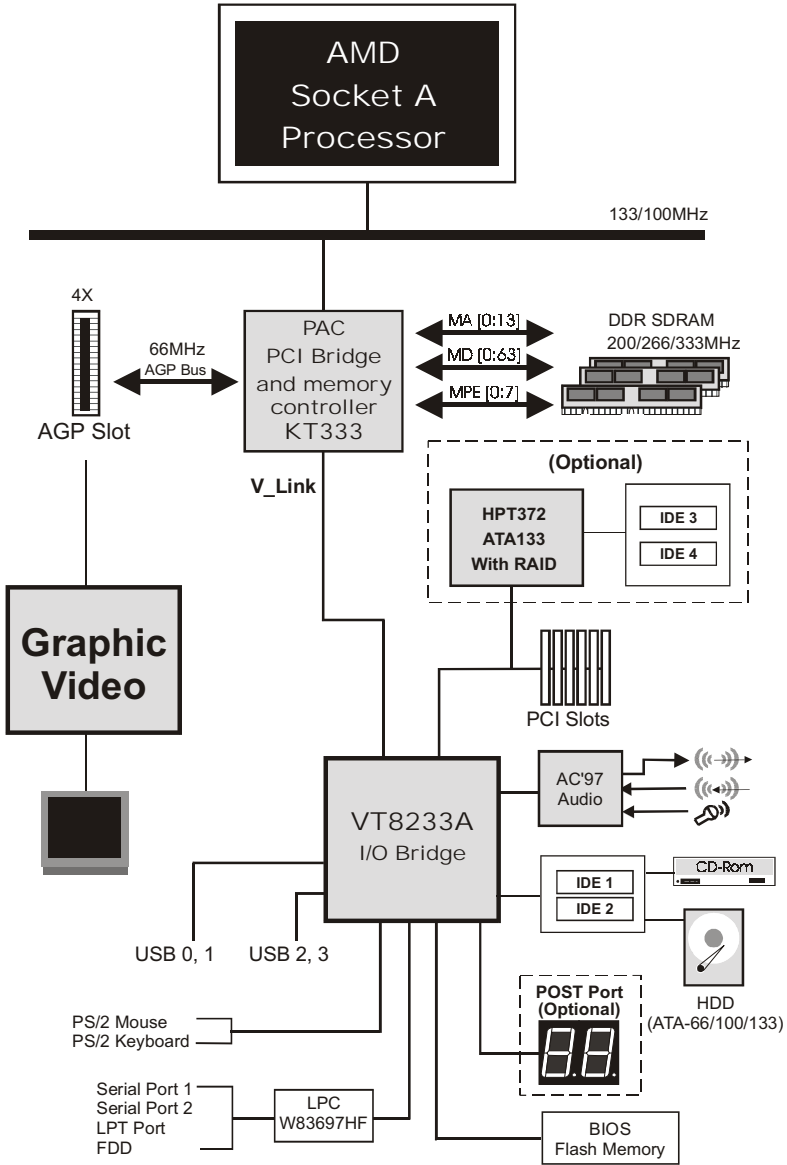 AMD
Socket A
Processor
133/100MHz
4X
66MHz
AGP Bus
AGP Slot
PAC
PCI Bridge
and memory
controller
KT333
MA [0:13]
MD [0:63]
MPE [0:7]
DDR SDRAM
200/266/333MHz
V_Link
(Optional)
HPT372
ATA133
With RAID
IDE 3
IDE 4
Graphic
Video
PCI Slots
VT8233A
I/O Bridge
AC'97
Audio
IDE 1
IDE 2
CD-Rom
HDD
(ATA-66/100/133)
USB 0, 1
USB 2, 3
POST Port
(Optional)
8.8.
PS/2 Mouse
PS/2 Keyboard
Serial Port 1
Serial Port 2
LPT Port
FDD
LPC
W83697HF
BIOS
Flash Memory